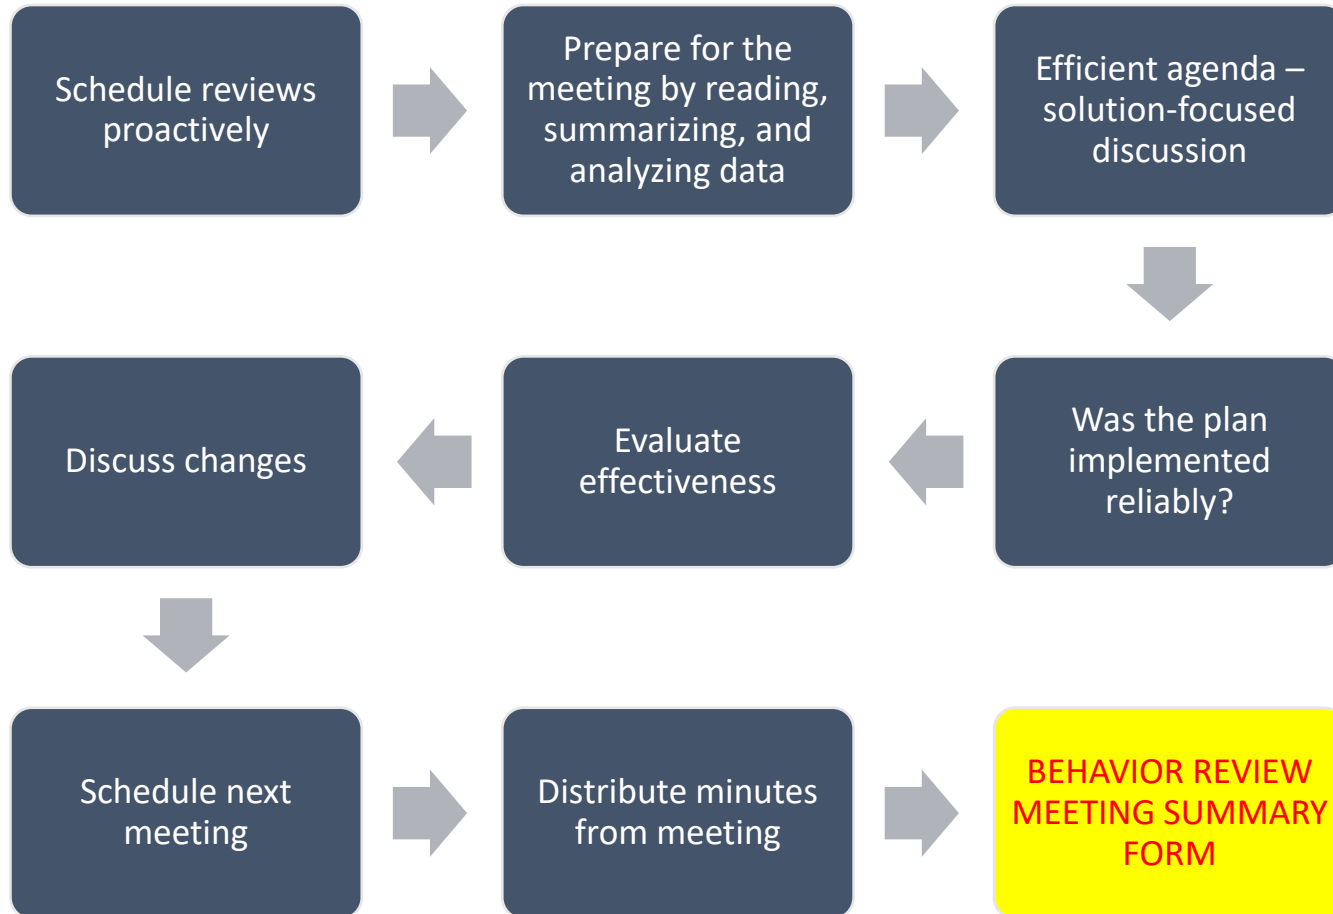 Schedule reviews
proactively
Prepare for the
meeting by reading,
summarizing, and
analyzing data
Efficient agenda –
solution-focused
discussion
Was the plan
implemented
reliably?
Evaluate
effectiveness
Discuss changes
Schedule next
meeting
Distribute minutes
from meeting
BEHAVIOR REVIEW
MEETING SUMMARY
FORM